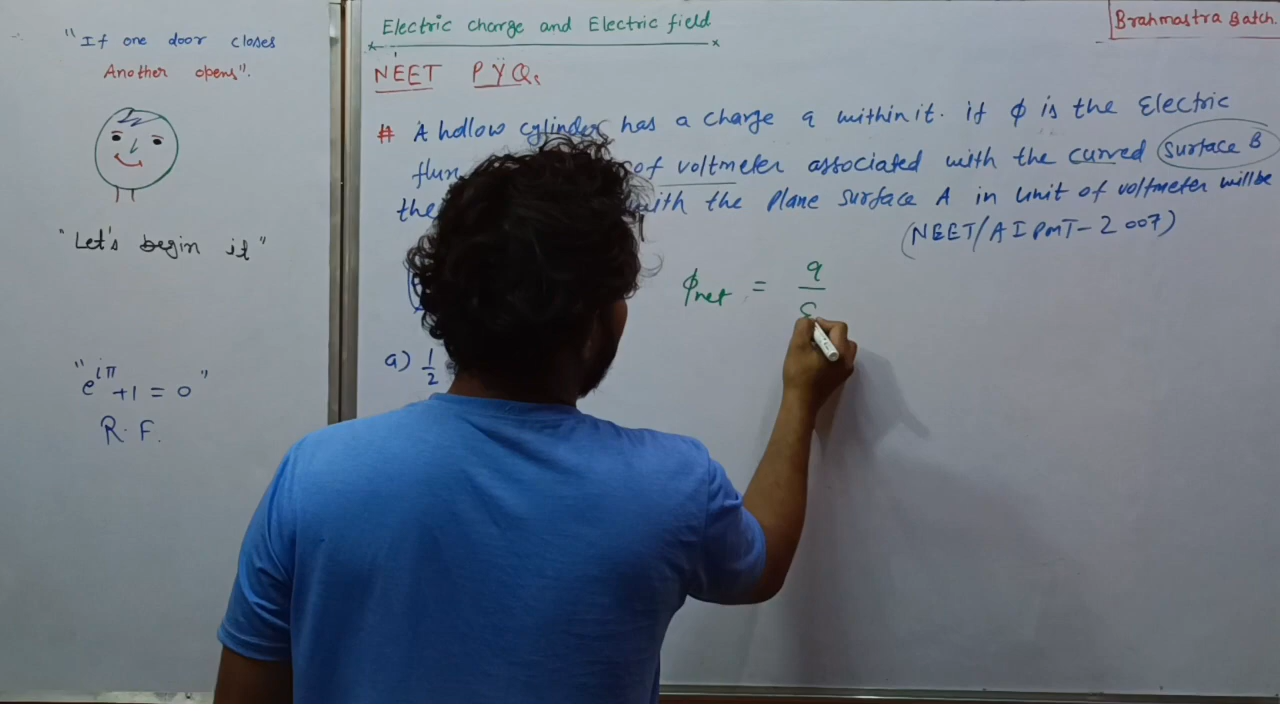 "If one door closes
Another opens".
"Let's begin it"
"e^iπ +1 = 0"
R. F.
Electric charge and Electric field
Brahmastra Batch.
NEET PYQs
# A hollow cylinder has a charge q within it. if ϕ is the Electric
of voltmeter associated with the curved surface B
the with the plane surface A in unit of voltmeter will be
(NEET/AIPMT-2007)
ϕnet = q/ε
a) 1/2